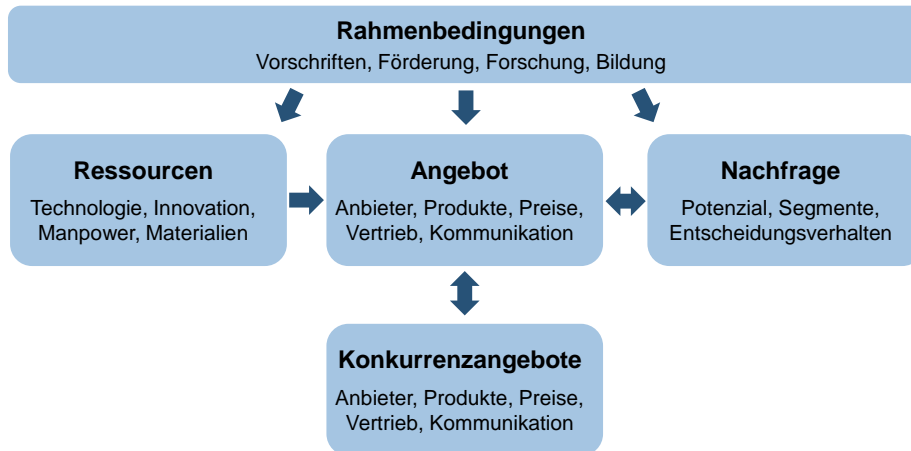 Rahmenbedingungen
Vorschriften, Förderung, Forschung, Bildung
Ressourcen
Technologie, Innovation,
Manpower, Materialien
Angebot
Anbieter, Produkte, Preise,
Vertrieb, Kommunikation
Nachfrage
Potenzial, Segmente,
Entscheidungsverhalten
Konkurrenzangebote
Anbieter, Produkte, Preise,
Vertrieb, Kommunikation